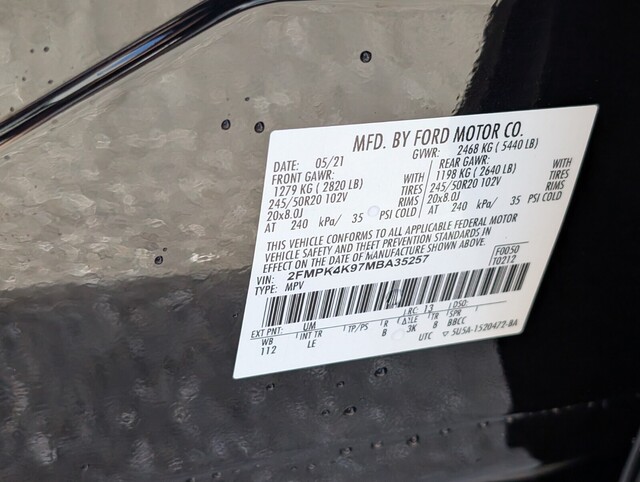 MFD. BY FORD MOTOR CO.
DATE: 05/21 GVWR: 2468 KG ( 5440 LB)
FRONT GAWR: REAR GAWR:
1279 KG ( 2820 LB) WITH 1198 KG ( 2640 LB) WITH
245/50R20 102V TIRES 245/50R20 102V TIRES
20x8.0J RIMS 20x8.0J RIMS
AT 240 kPa/ 35 PSI COLD AT 240 kPa/ 35 PSI COLD
THIS VEHICLE CONFORMS TO ALL APPLICABLE FEDERAL MOTOR
VEHICLE SAFETY AND THEFT PREVENTION STANDARDS IN
EFFECT ON THE DATE OF MANUFACTURE SHOWN ABOVE.
VIN: 2FMPK4K97MBA35257 F0050
TYPE: MPV T0212
EXT PNT: UM RC: 13 DSO:
WB INT TR TP/PS R AXLE TR SPR
112 LE B 3K B BBCC
UTC 5U5A-1520472-BA